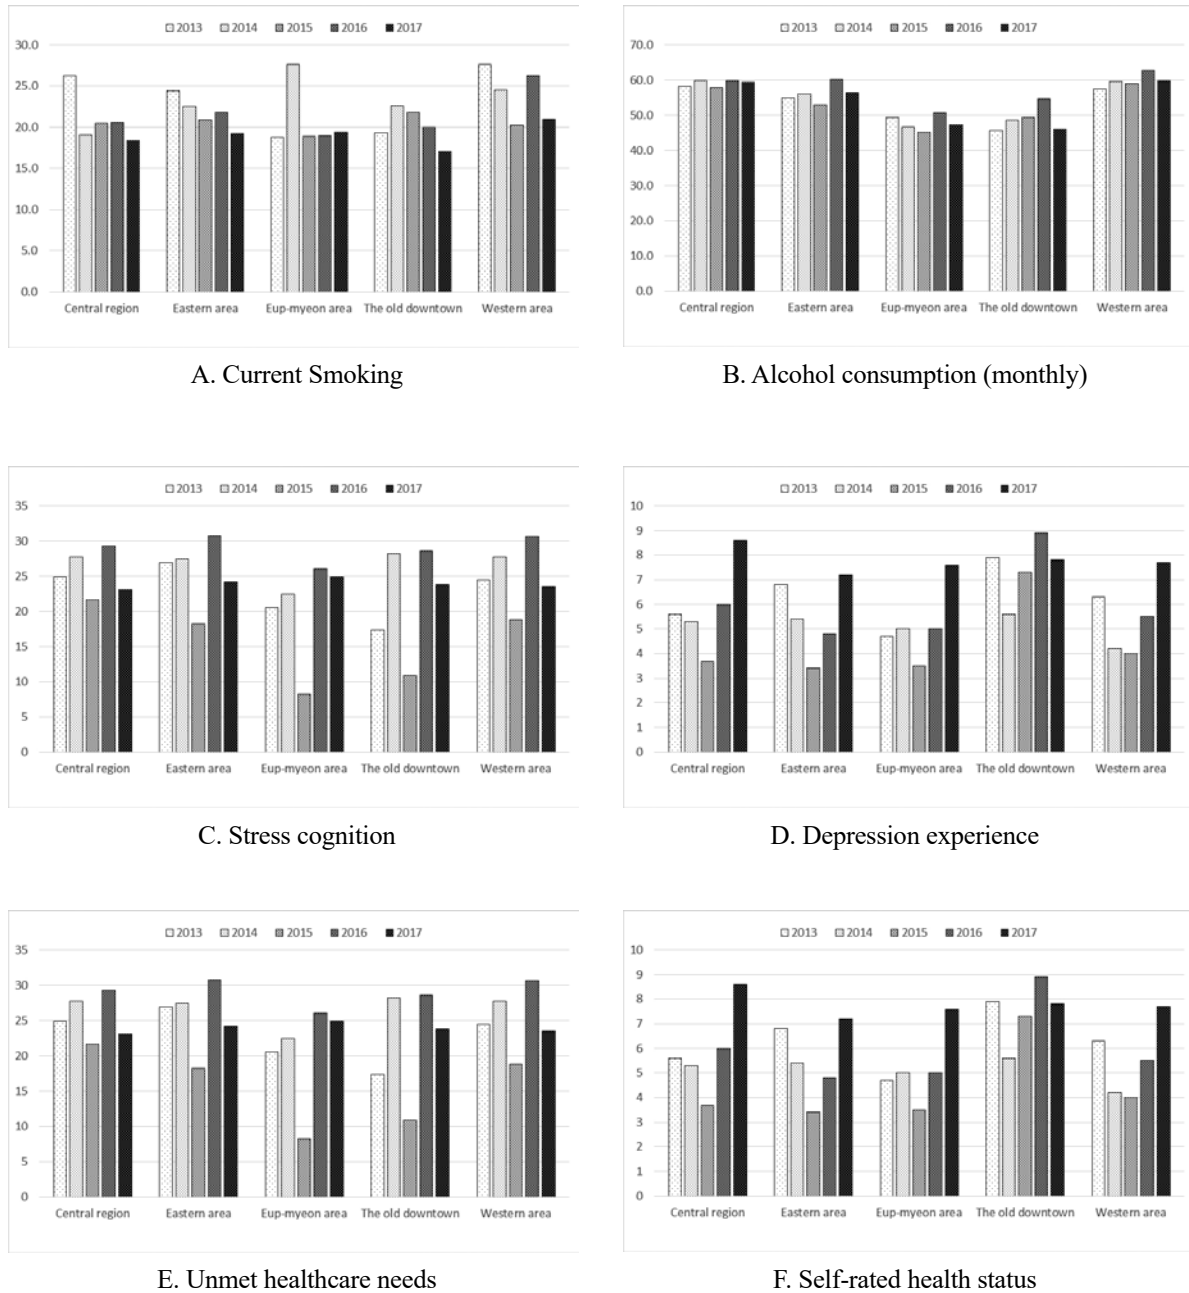 2013 2014 2015 2016 2017
30.0
25.0
20.0
15.0
10.0
5.0
0.0
Central region Eastern area Eup-myeon area The old downtown Western area
A. Current Smoking
2013 2014 2015 2016 2017
70.0
60.0
50.0
40.0
30.0
20.0
10.0
0.0
Central region Eastern area Eup-myeon area The old downtown Western area
B. Alcohol consumption (monthly)
2013 2014 2015 2016 2017
35
30
25
20
15
10
5
0
Central region Eastern area Eup-myeon area The old downtown Western area
C. Stress cognition
2013 2014 2015 2016 2017
10
9
8
7
6
5
4
3
2
1
0
Central region Eastern area Eup-myeon area The old downtown Western area
D. Depression experience
2013 2014 2015 2016 2017
35
30
25
20
15
10
5
0
Central region Eastern area Eup-myeon area The old downtown Western area
E. Unmet healthcare needs
2013 2014 2015 2016 2017
10
9
8
7
6
5
4
3
2
1
0
Central region Eastern area Eup-myeon area The old downtown Western area
F. Self-rated health status